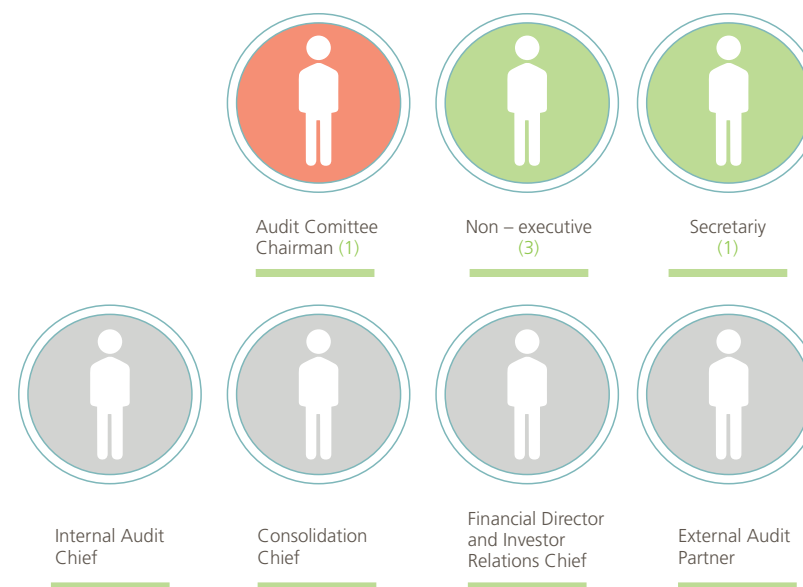 Audit Comittee
Chairman (1)
Non – executive
(3)
Secretariy
(1)
Internal Audit
Chief
Consolidation
Chief
Financial Director
and Investor
Relations Chief
External Audit
Partner